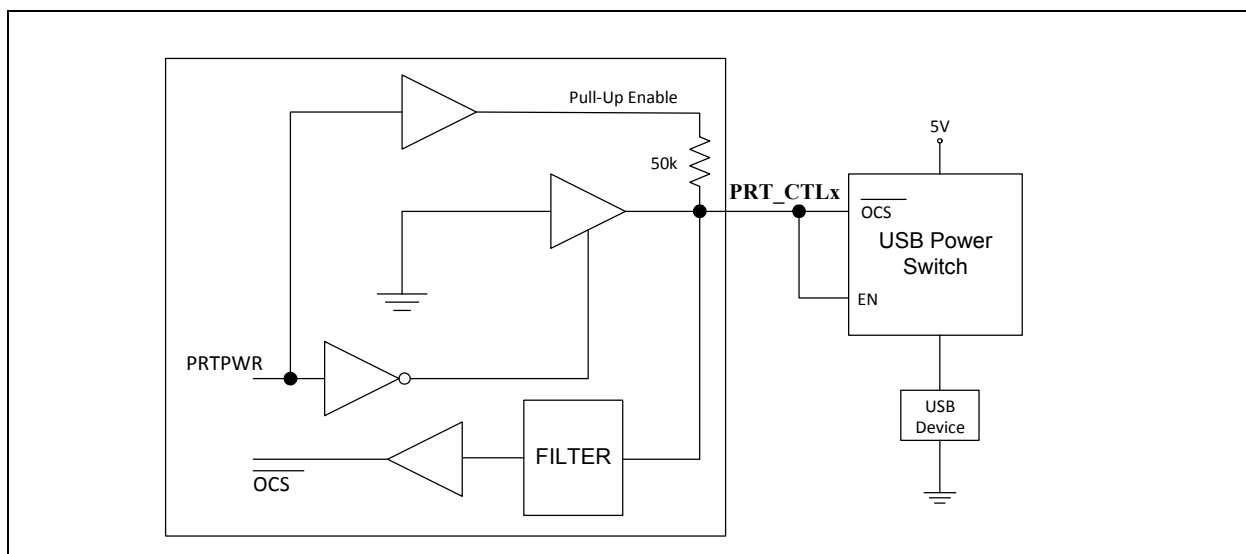 Pull-Up Enable
5V
50k
PRT_CTLx
OCS
USB Power
Switch
EN
PRTPWR
FILTER
USB
Device
OCS